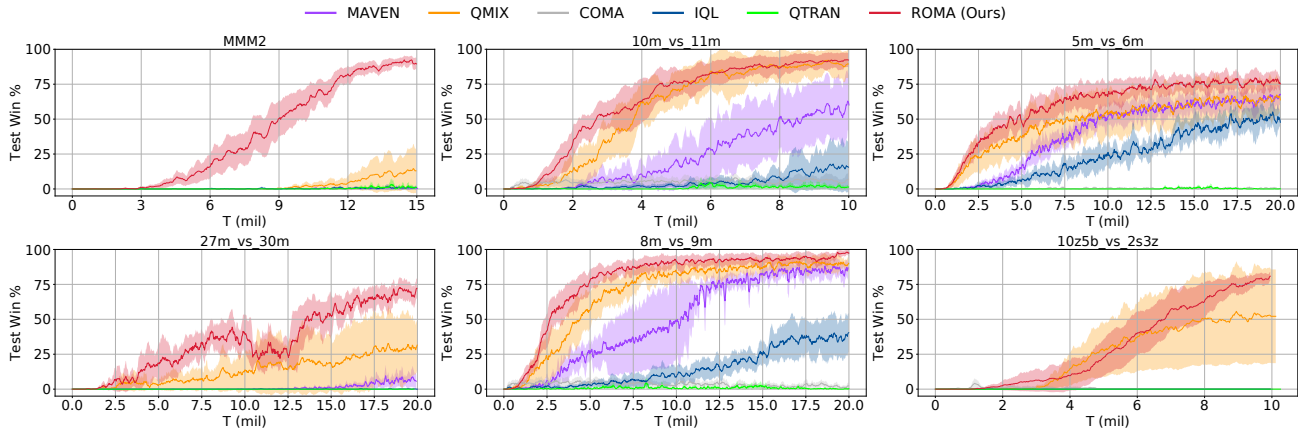 MAVEN QMIX COMA IQL QTRAN ROMA (Ours)
MMM2 10m_vs_11m 5m_vs_6m
Test Win % Test Win % Test Win %
100 100 100
75 75 75
50 50 50
25 25 25
0 0 0
0 3 6 9 12 15 0 2 4 6 8 10 0.0 2.5 5.0 7.5 10.0 12.5 15.0 17.5 20.0
T (mil) T (mil) T (mil)
27m_vs_30m 8m_vs_9m 10z5b_vs_2s3z
Test Win % Test Win % Test Win %
100 100 100
75 75 75
50 50 50
25 25 25
0 0 0
0.0 2.5 5.0 7.5 10.0 12.5 15.0 17.5 20.0 0.0 2.5 5.0 7.5 10.0 12.5 15.0 17.5 20.0 0 2 4 6 8 10
T (mil) T (mil) T (mil)